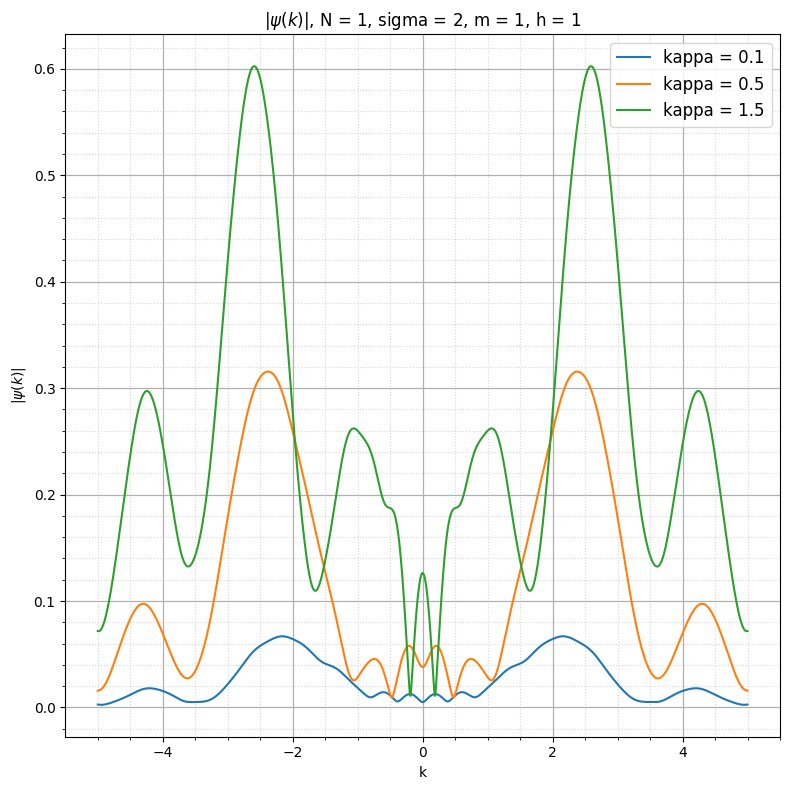 |ψ(k)|, N = 1, sigma = 2, m = 1, h = 1
kappa = 0.1
kappa = 0.5
kappa = 1.5
|ψ(k)|
0.6
0.5
0.4
0.3
0.2
0.1
0.0
−4 −2 0 2 4
k